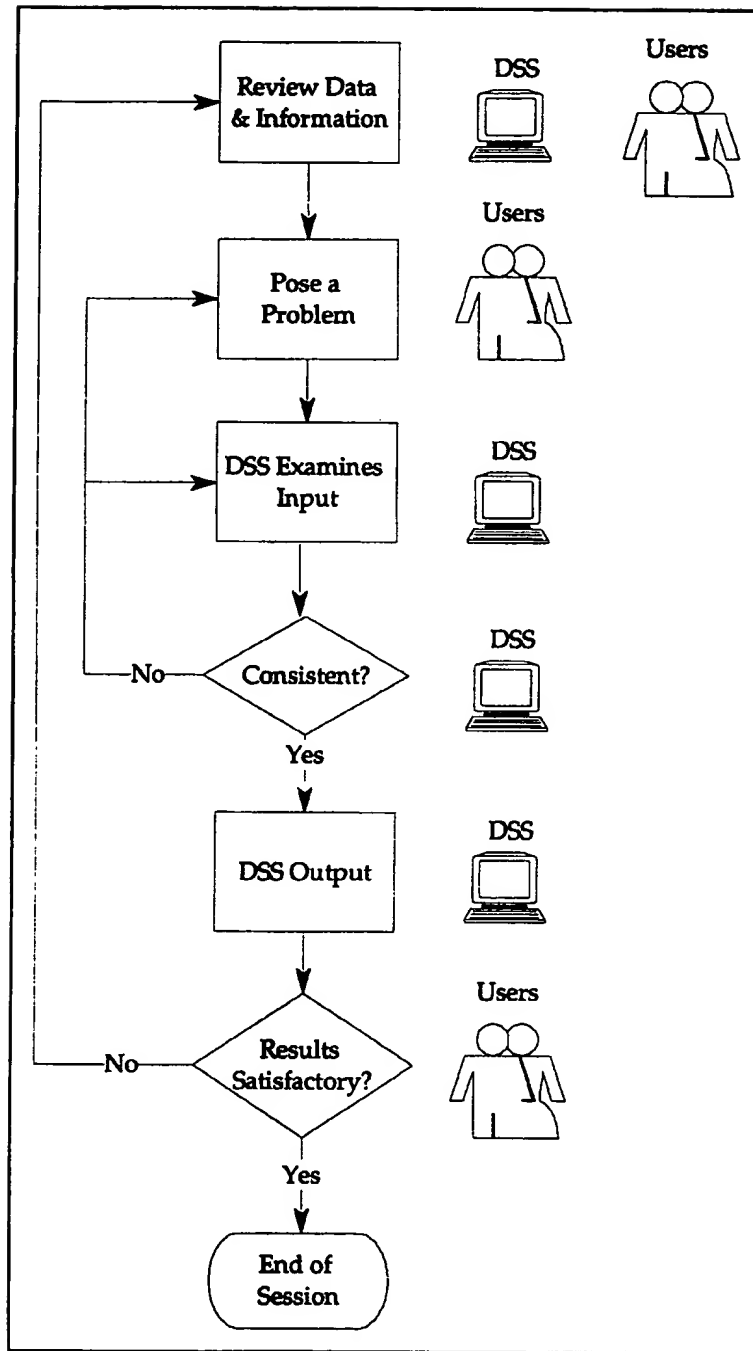 Users
DSS
Review Data
& Information
Users
Pose a
Problem
DSS
DSS Examines
Input
DSS
No
Consistent?
Yes
DSS
DSS Output
Users
No
Results
Satisfactory?
Yes
End of
Session